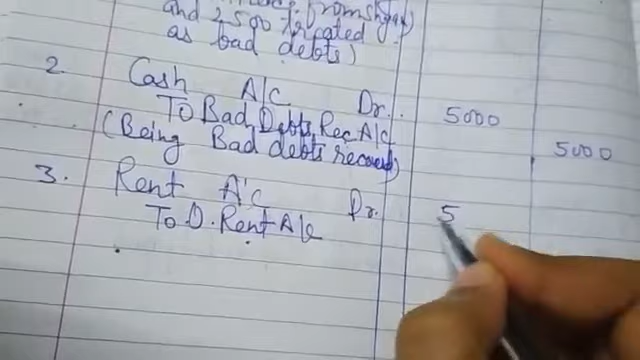 and 2500 treated
as bad debts)
2 Cash A/c Dr. 5000
To Bad Debts Rec A/c 5000
(Being Bad debts recovered)
3. Rent A/c Dr. 5
To O. Rent A/c